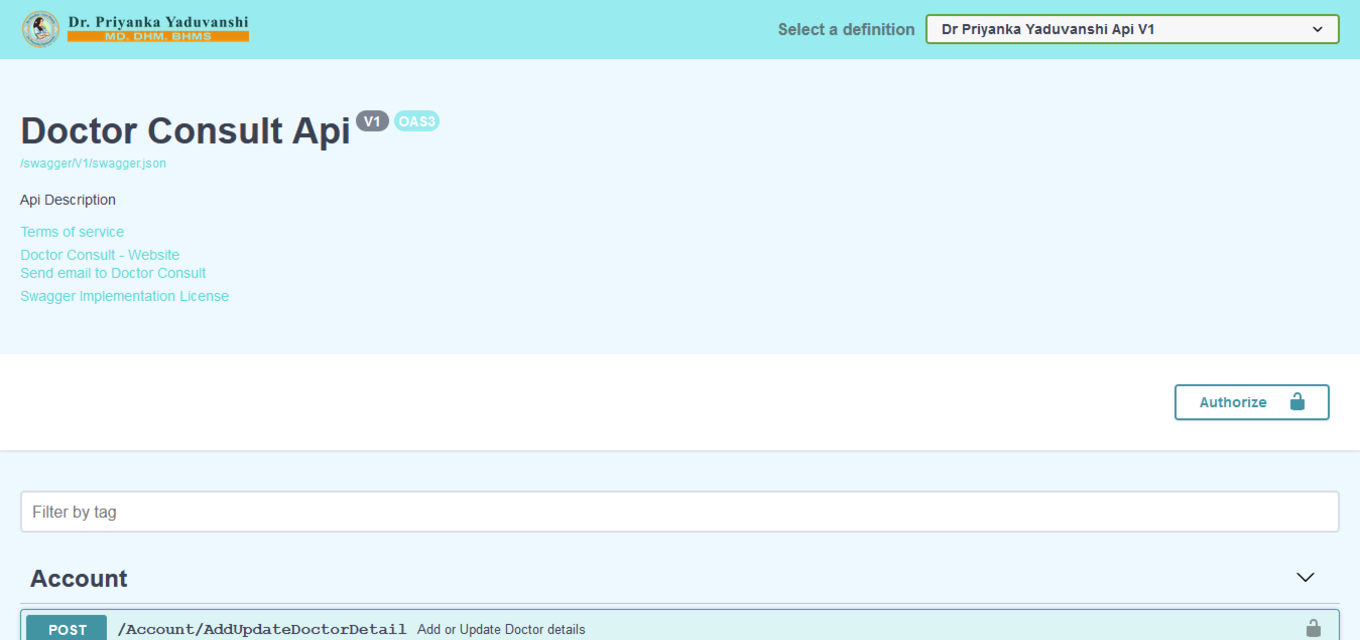 Dr. Priyanka Yaduvanshi
MD. DHM. BHMS
Select a definition
Dr Priyanka Yaduvanshi Api V1
Doctor Consult Api V1 OAS3
/swagger/V1/swagger.json
Api Description
Terms of service
Doctor Consult - Website
Send email to Doctor Consult
Swagger Implementation License
Authorize
Filter by tag
Account
POST /Account/AddUpdateDoctorDetail Add or Update Doctor details